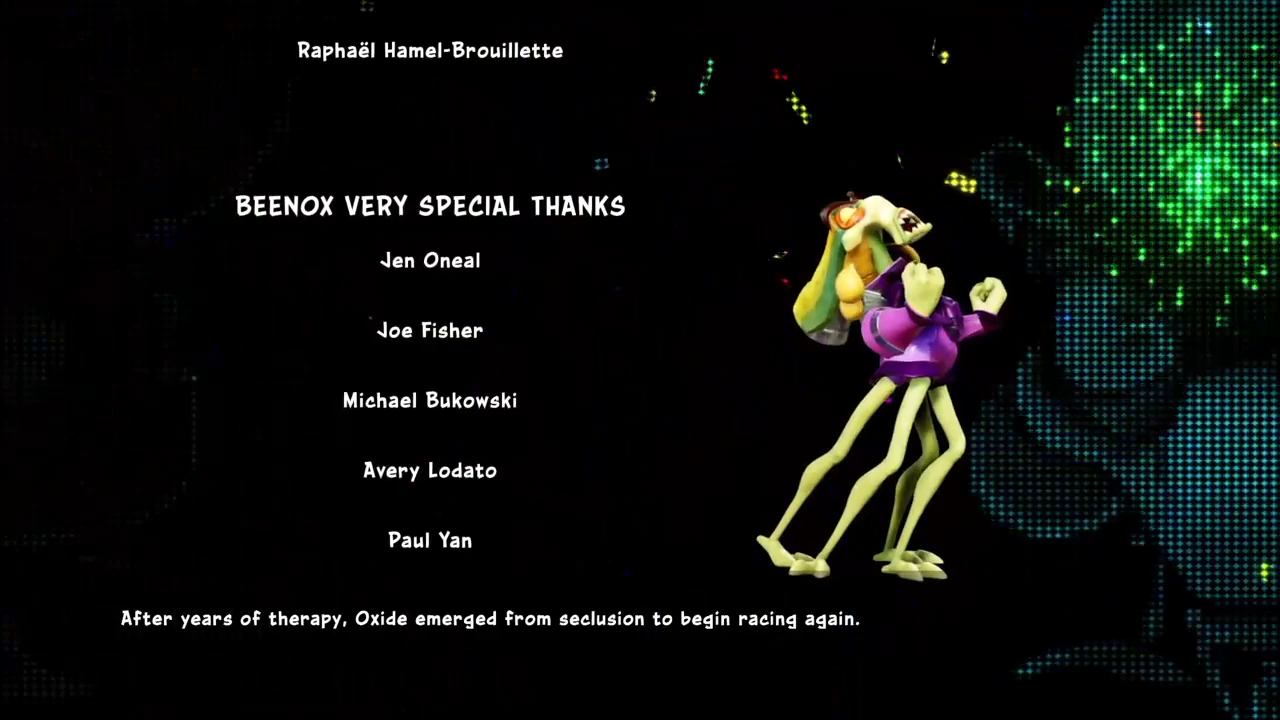 Raphaël Hamel-Brouillette
BEENOX VERY SPECIAL THANKS
Jen Oneal
Joe Fisher
Michael Bukowski
Avery Lodato
Paul Yan
After years of therapy, Oxide emerged from seclusion to begin racing again.